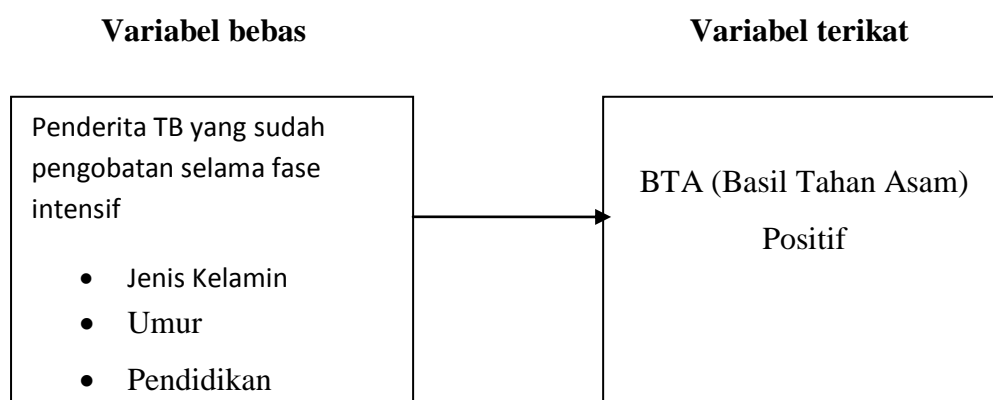 Variabel bebas
Variabel terikat
Penderita TB yang sudah
pengobatan selama fase
intensif
• Jenis Kelamin
• Umur
• Pendidikan
BTA (Basil Tahan Asam)
Positif